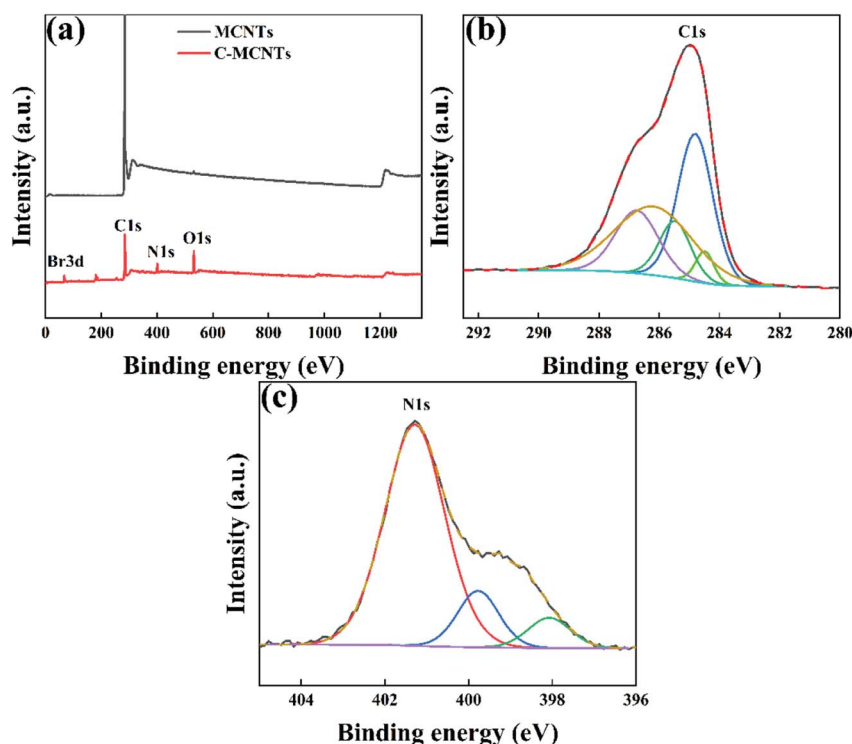 (a)
MCNTs
C-MCNTs
Intensity (a.u.)
Br3d
C1s
N1s
O1s
0 200 400 600 800 1000 1200
Binding energy (eV)
(b)
C1s
Intensity (a.u.)
292 290 288 286 284 282 280
Binding energy (eV)
(c)
N1s
Intensity (a.u.)
404 402 400 398 396
Binding energy (eV)